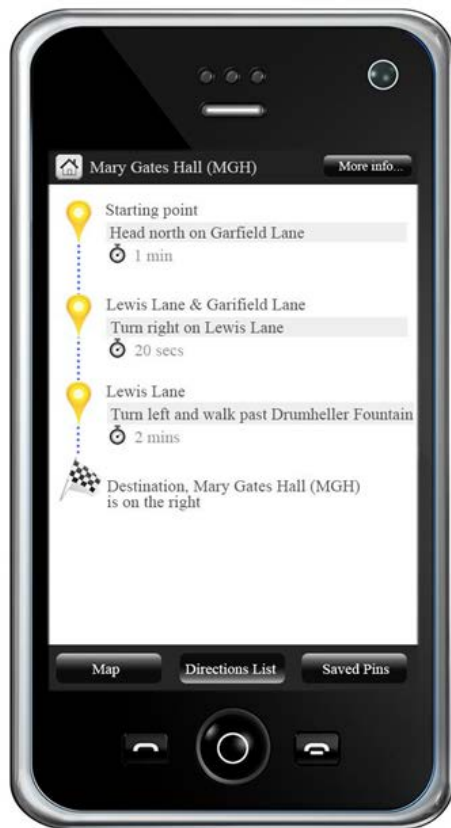 Mary Gates Hall (MGH)
More info...
Starting point
Head north on Garfield Lane
1 min
Lewis Lane & Garifield Lane
Turn right on Lewis Lane
20 secs
Lewis Lane
Turn left and walk past Drumheller Fountain
2 mins
Destination, Mary Gates Hall (MGH)
is on the right
Map
Directions List
Saved Pins